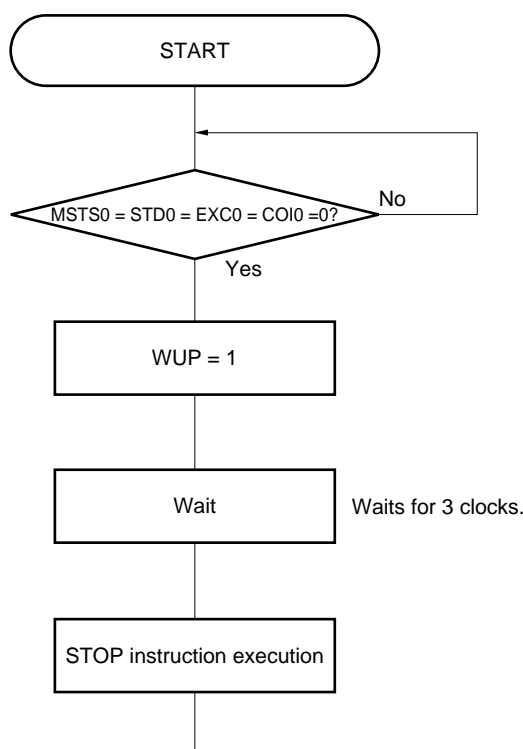 START
MSTS0 = STD0 = EXC0 = COI0 =0?
No
Yes
WUP = 1
Wait
Waits for 3 clocks.
STOP instruction execution